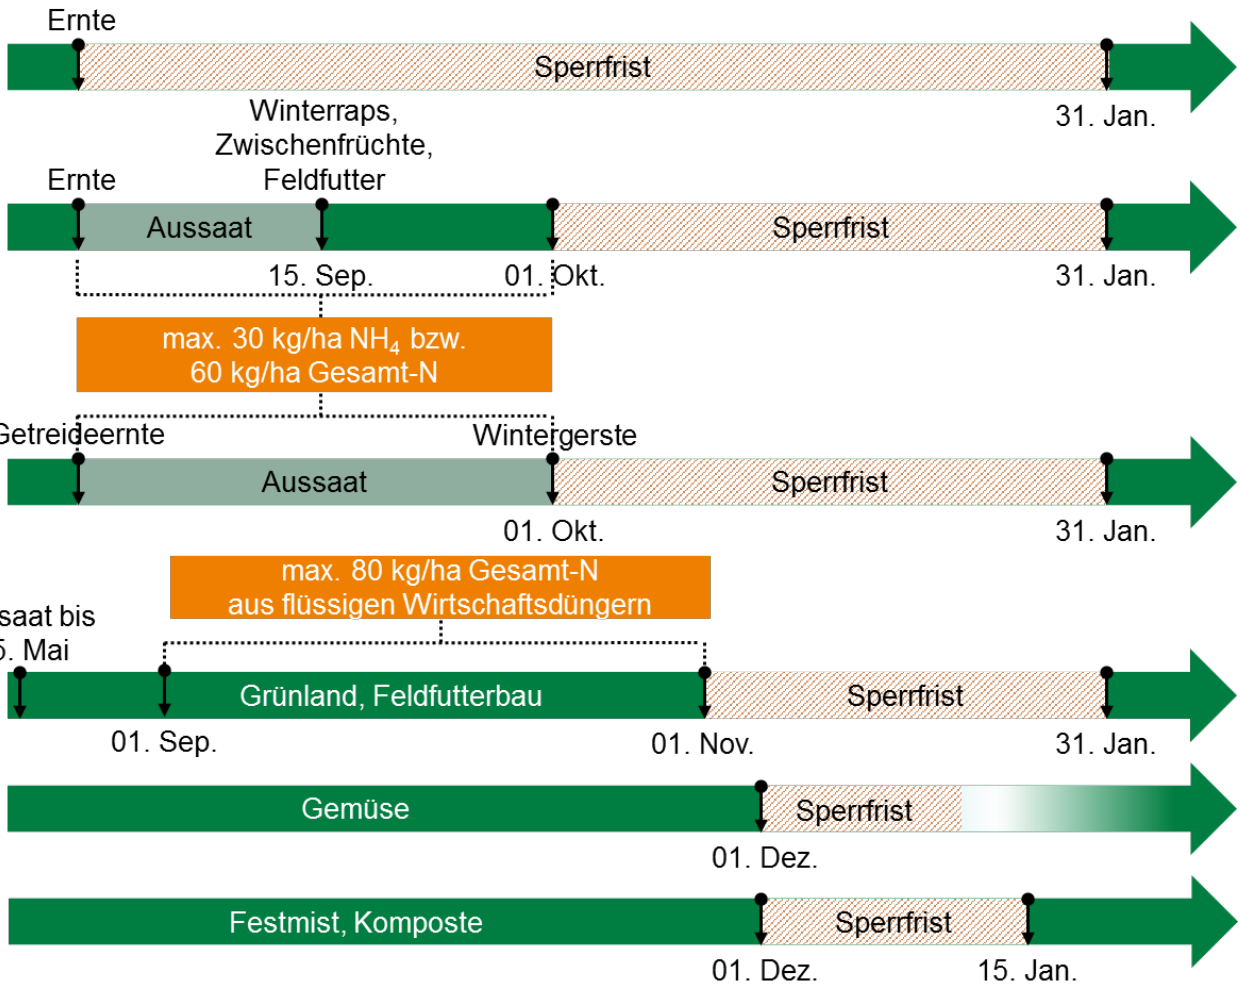 Ernte
Sperrfrist
31. Jan.
Winterraps,
Zwischenfrüchte,
Ernte
Feldfutter
Aussaat
Sperrfrist
15. Sep.
01. Okt.
31. Jan.
max. 30 kg/ha NH₄ bzw.
60 kg/ha Gesamt-N
Getreideernte
Wintergerste
Aussaat
Sperrfrist
01. Okt.
31. Jan.
max. 80 kg/ha Gesamt-N
aus flüssigen Wirtschaftsdüngern
saat bis
5. Mai
Grünland, Feldfutterbau
Sperrfrist
01. Sep.
01. Nov.
31. Jan.
Gemüse
Sperrfrist
01. Dez.
Festmist, Komposte
Sperrfrist
01. Dez.
15. Jan.